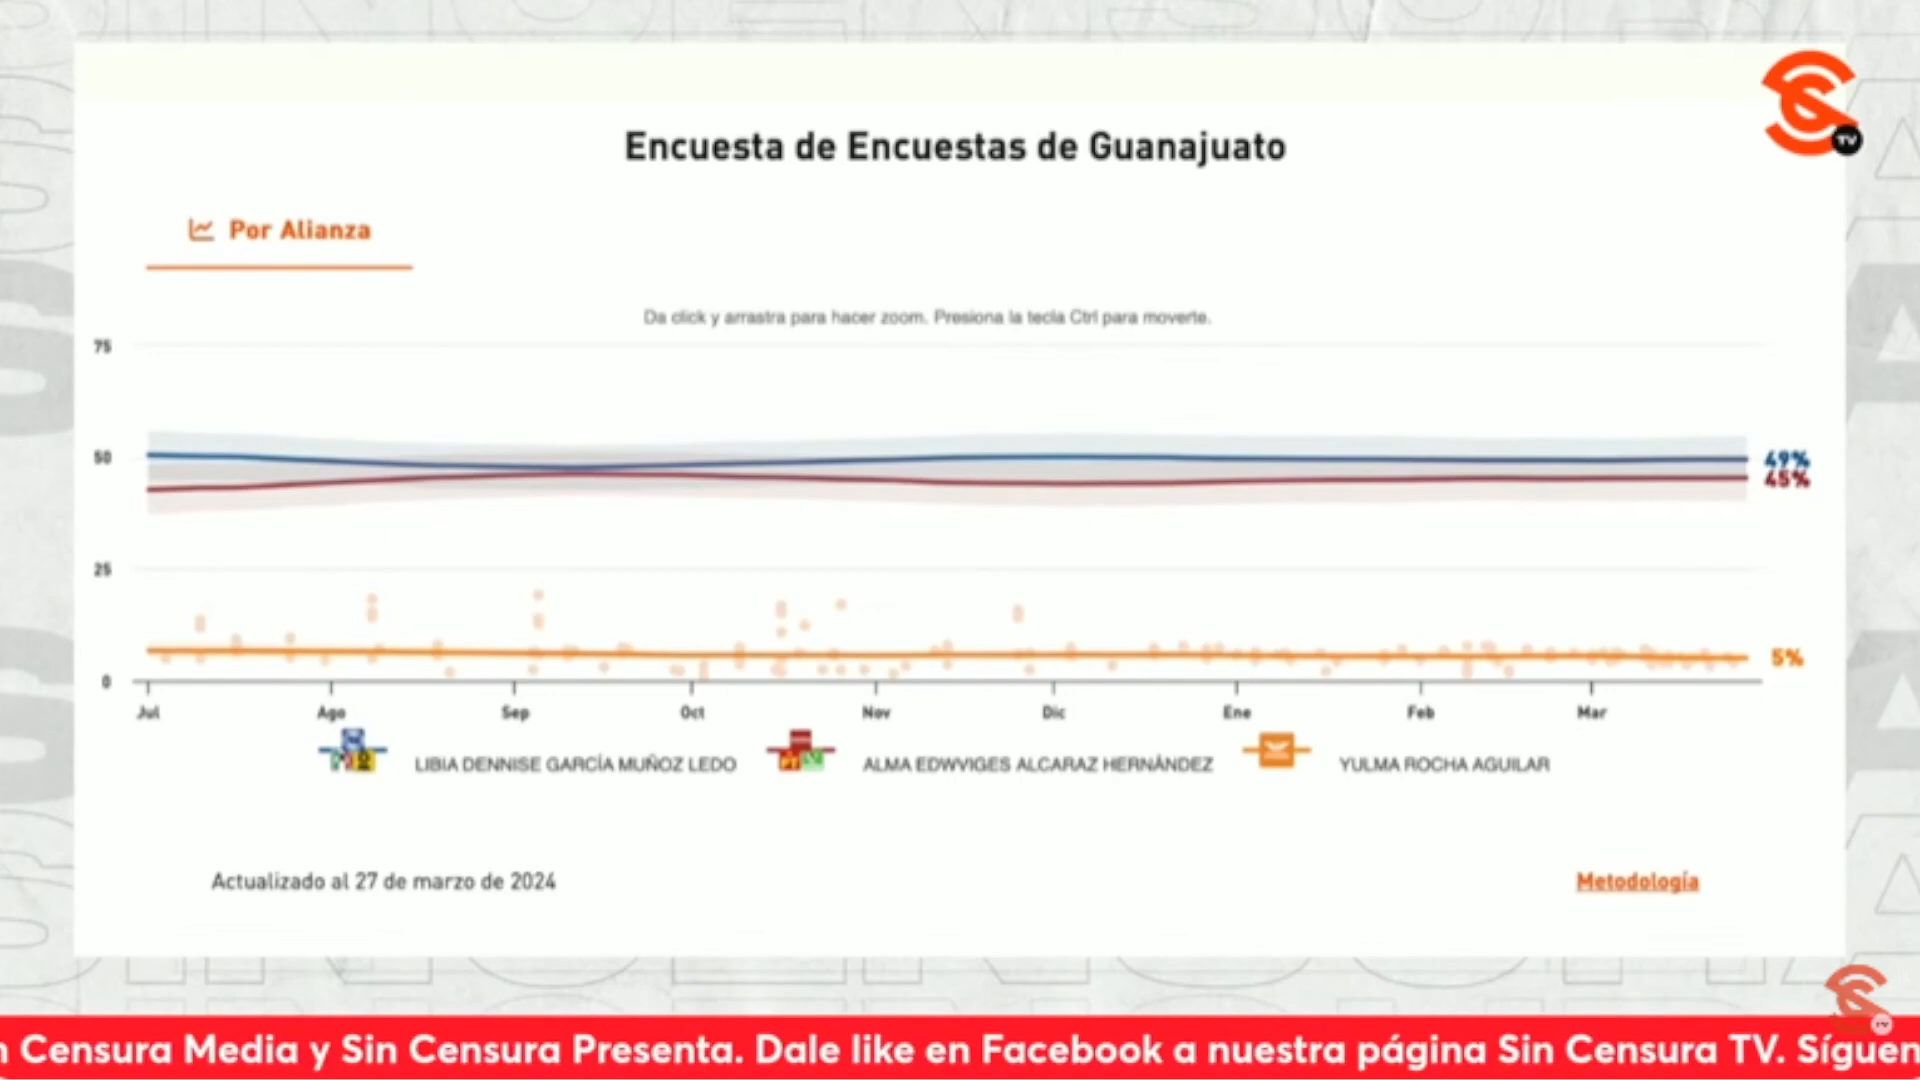 TV
Encuesta de Encuestas de Guanajuato
Por Alianza
Da click y arrastra para hacer zoom. Presiona la tecla Ctrl para moverte.
75
50
25
0
49%
45%
5%
Jul Ago Sep Oct Nov Dic Ene Feb Mar
LIBIA DENNISE GARCÍA MUÑOZ LEDO ALMA EDWVIGES ALCARAZ HERNÁNDEZ YULMA ROCHA AGUILAR
Actualizado al 27 de marzo de 2024
Metodología
TV
Censura Media y Sin Censura Presenta. Dale like en Facebook a nuestra página Sin Censura TV. Síguen